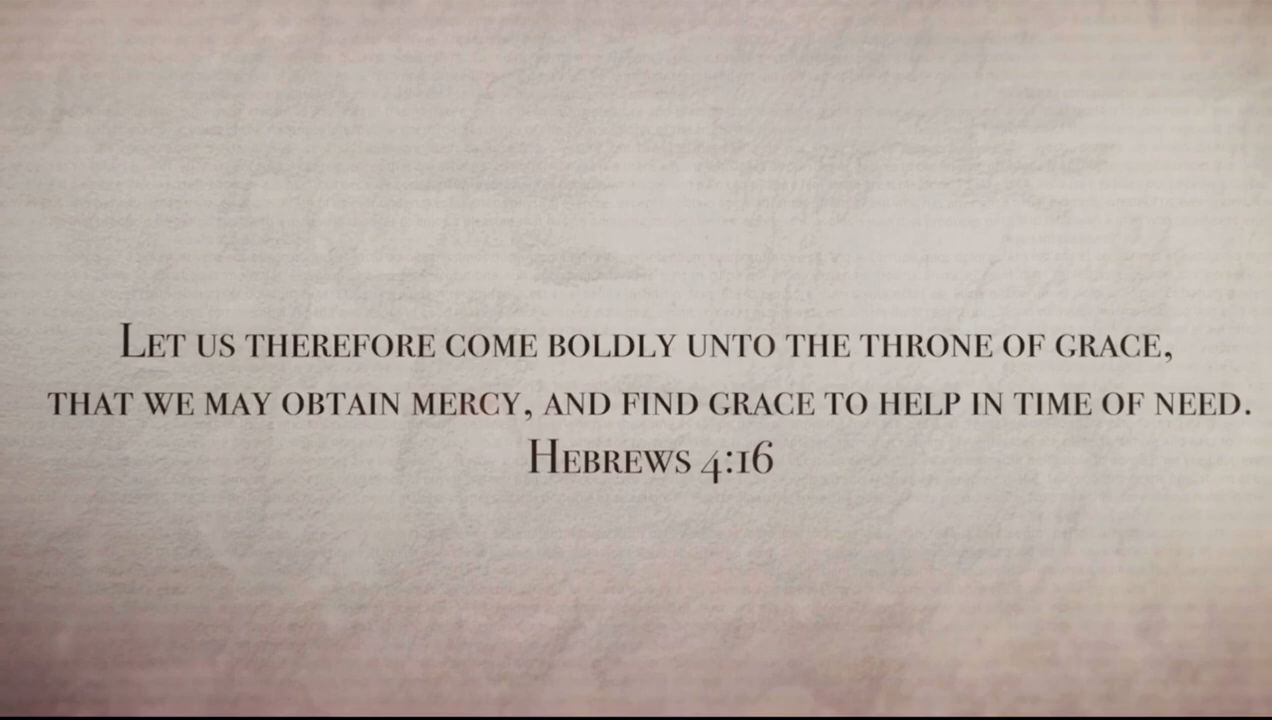 Let us therefore come boldly unto the throne of grace,
that we may obtain mercy, and find grace to help in time of need.
Hebrews 4:16